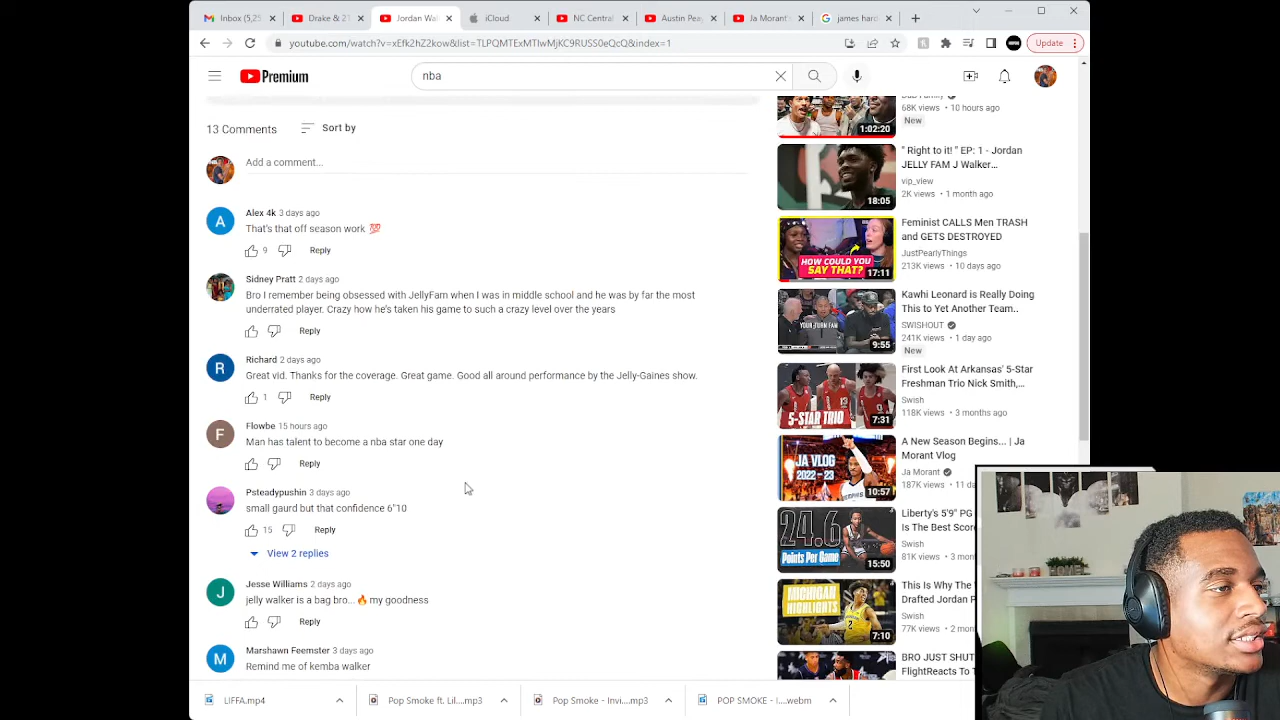 Inbox (5,25
Drake & 21
Jordan Wal
iCloud
NC Central
Austin Peay
Ja Morant'
james hard
youtube.com/watch?v=xEfk2hZ2kow&list=TLPQMTExMTIwMjKC9RUSS0eQcQ&index=1
Update
Premium
nba
13 Comments
Sort by
Add a comment...
Alex 4k 3 days ago
That's that off season work 💯
9 Reply
Sidney Pratt 2 days ago
Bro I remember being obsessed with JellyFam when I was in middle school and he was by far the most
underrated player. Crazy how he's taken his game to such a crazy level over the years
Reply
R
Richard 2 days ago
Great vid. Thanks for the coverage. Great game. Good all around performance by the Jelly-Gaines show.
1 Reply
F
Flowbe 15 hours ago
Man has talent to become a nba star one day
Reply
Psteadypushin 3 days ago
small gaurd but that confidence 6"10
15 Reply
View 2 replies
J
Jesse Williams 2 days ago
jelly walker is a bag bro... 🔥 my goodness
Reply
M
Marshawn Feemster 2 days ago
Remind me of kemba walker
68K views • 10 hours ago
New
1:02:20
" Right to it! " EP: 1 - Jordan
JELLY FAM J Walker...
vip_view
2K views • 1 month ago
18:05
Feminist CALLS Men TRASH
and GETS DESTROYED
JustPearlyThings
213K views • 10 days ago
HOW COULD YOU
SAY THAT?
17:11
Kawhi Leonard is Really Doing
This to Yet Another Team..
SWISHOUT
241K views • 1 day ago
New
YOUR TURN FAM
9:55
First Look At Arkansas' 5-Star
Freshman Trio Nick Smith,...
Swish
118K views • 3 months ago
5-STAR TRIO
7:31
A New Season Begins... | Ja
Morant Vlog
Ja Morant
187K views • 11 da
JA VLOG
2022-23
10:57
Liberty's 5'9" PG
Is The Best Score
Swish
81K views • 3 mon
24.6
Points Per Game
15:50
This Is Why The
Drafted Jordan P
Swish
77K views • 2 mon
MICHIGAN
HIGHLIGHTS
7:10
BRO JUST SHUT
FlightReacts To
HOME
LIFFA.mp4
Pop Smoke ft. Lil....mp3
Pop Smoke - Invi....mp3
POP SMOKE - I....webm